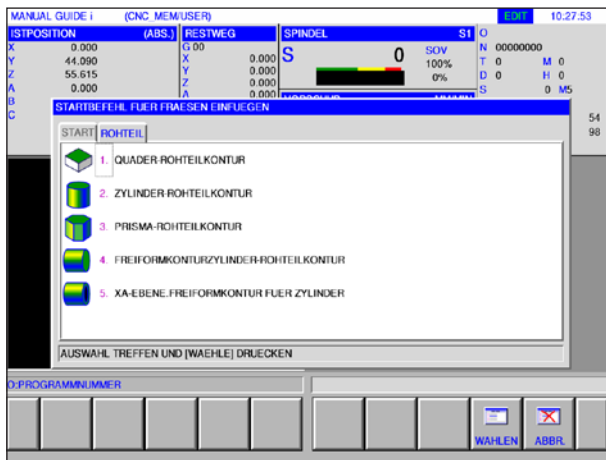 MANUAL GUIDE i (CNC_MEM/USER) EDIT 10:27:53
ISTPOSITION (ABS.) RESTWEG SPINDEL S1 O
X 0.000 G 00 S 0 SOV N 00000000
Y 44.090 X 0.000 100% T 0 M 0
Z 55.615 Y 0.000 0% D 0 H 0
A 0.000 Z 0.000 S 0 M5
B A 0.000
C 54
98
STARTBEFEHL FUER FRAESEN EINFUEGEN
START ROHTEIL
1. QUADER-ROHTEILKONTUR
2. ZYLINDER-ROHTEILKONTUR
3. PRISMA-ROHTEILKONTUR
4. FREIFORMKONTURZYLINDER-ROHTEILKONTUR
5. XA-EBENE.FREIFORMKONTUR FUER ZYLINDER
AUSWAHL TREFFEN UND [WAEHLE] DRUECKEN
O:PROGRAMMNUMMER
WAHLEN ABBR.